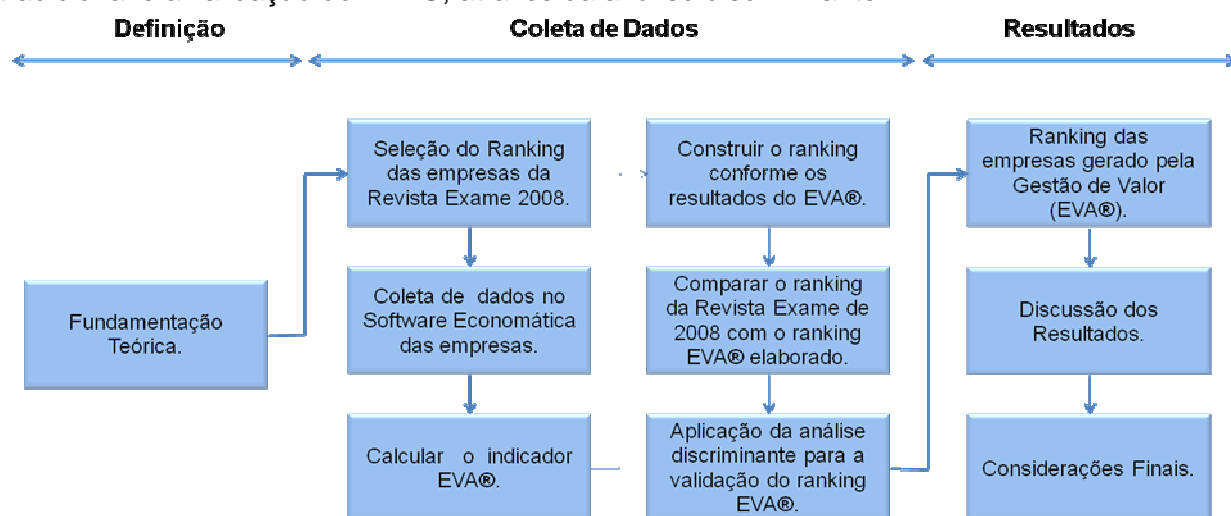 Definição
Coleta de Dados
Resultados
Fundamentação
Teórica.
Seleção do Ranking
das empresas da
Revista Exame 2008.
Coleta de dados no
Software Economática
das empresas.
Calcular o indicador
EVA®.
Construir o ranking
conforme os
resultados do EVA®.
Comparar o ranking
da Revista Exame de
2008 com o ranking
EVA® elaborado.
Aplicação da análise
discriminante para a
validação do ranking
EVA®.
Ranking das
empresas gerado pela
Gestão de Valor
(EVA®).
Discussão dos
Resultados.
Considerações Finais.